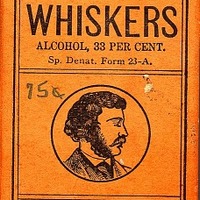 WHISKERS
ALCOHOL, 33 PER CENT.
Sp. Denat. Form 23-A.
75¢